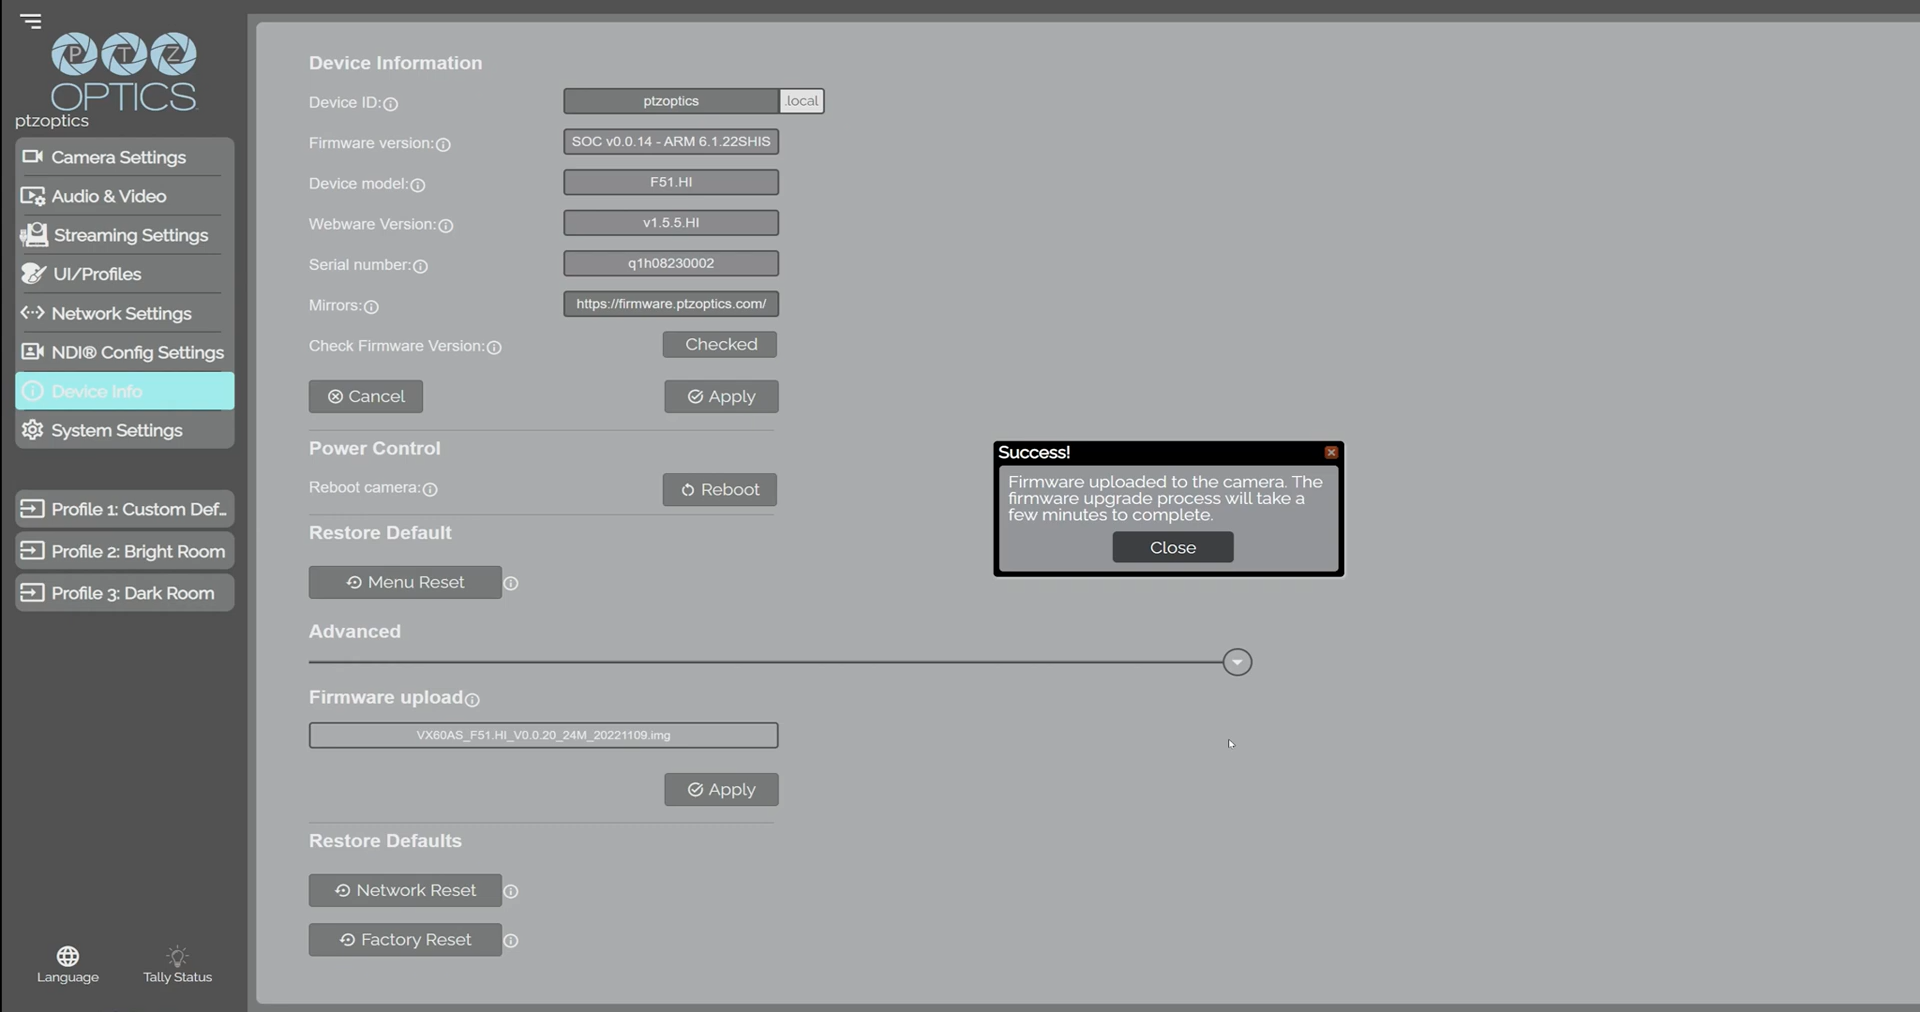 P T Z
OPTICS
ptzoptics
Camera Settings
Audio & Video
Streaming Settings
UI/Profiles
Network Settings
NDI® Config Settings
Device Info
System Settings
Profile 1: Custom Def...
Profile 2: Bright Room
Profile 3: Dark Room
Language
Tally Status
Device Information
Device ID: ptzoptics .local
Firmware version: SOC v0.0.14 - ARM 6.1.22SHIS
Device model: F51.HI
Webware Version: v1.5.5.HI
Serial number: q1h08230002
Mirrors: https://firmware.ptzoptics.com/
Check Firmware Version: Checked
Cancel Apply
Power Control
Reboot camera: Reboot
Restore Default
Menu Reset
Advanced
Firmware upload
VX60AS_F51.HI_V0.0.20_24M_20221109.img
Apply
Restore Defaults
Network Reset
Factory Reset
Success!
Firmware uploaded to the camera. The
firmware upgrade process will take a
few minutes to complete.
Close